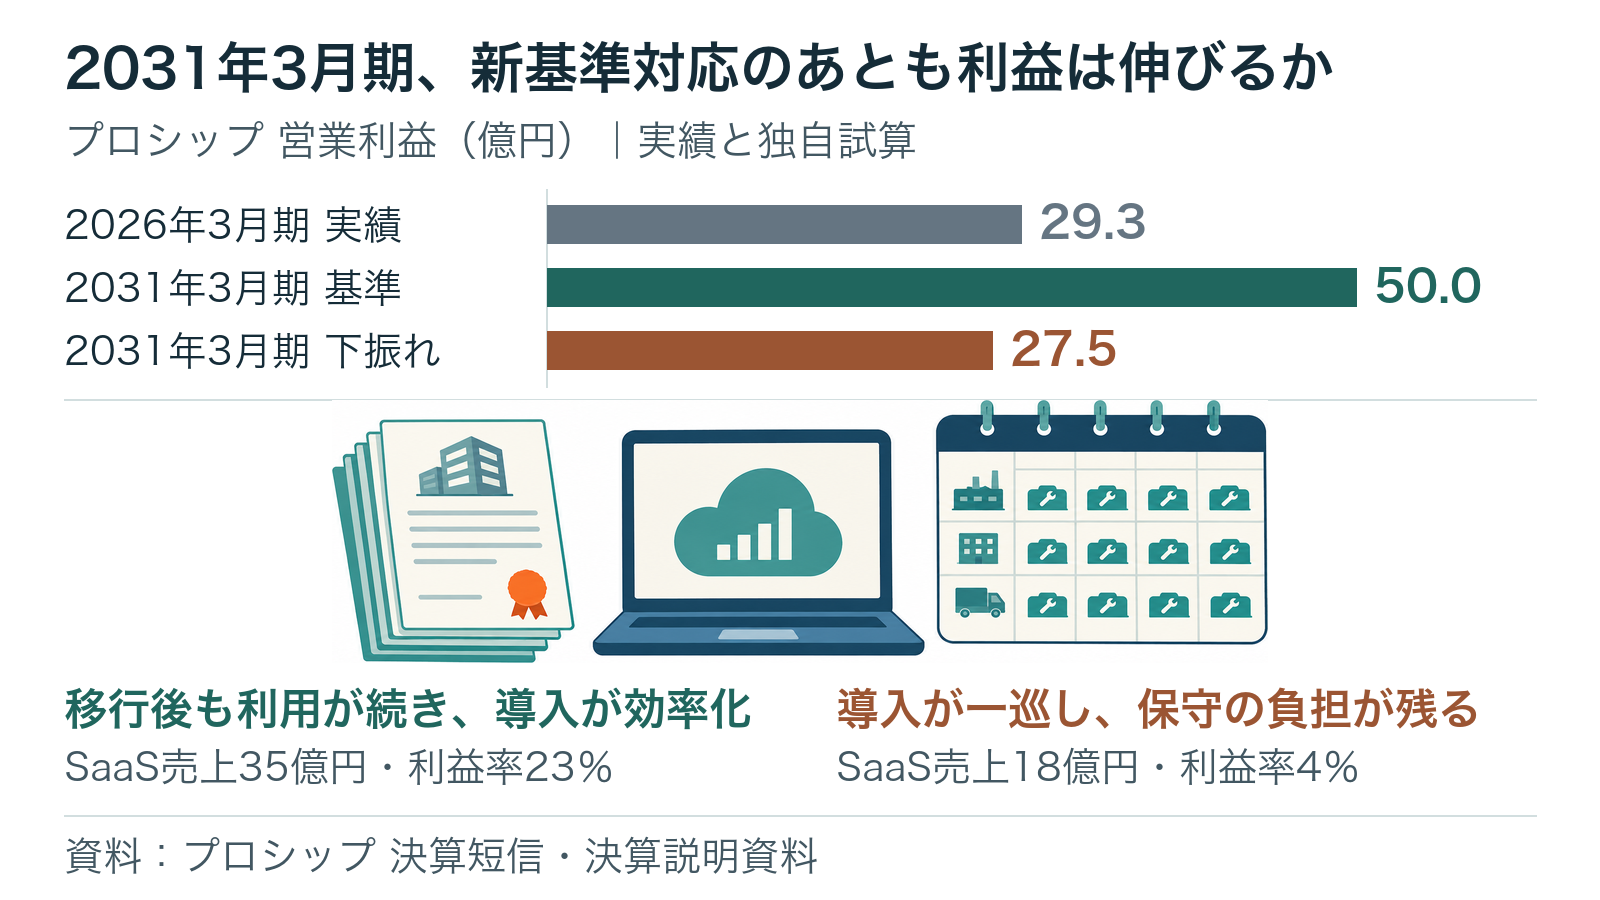 2031年3月期、新基準対応のあとも利益は伸びるか
プロシップ 営業利益（億円）｜実績と独自試算
2026年3月期 実績 29.3
2031年3月期 基準 50.0
2031年3月期 下振れ 27.5
移行後も利用が続き、導入が効率化
SaaS売上35億円・利益率23%
導入が一巡し、保守の負担が残る
SaaS売上18億円・利益率4%
資料：プロシップ 決算短信・決算説明資料